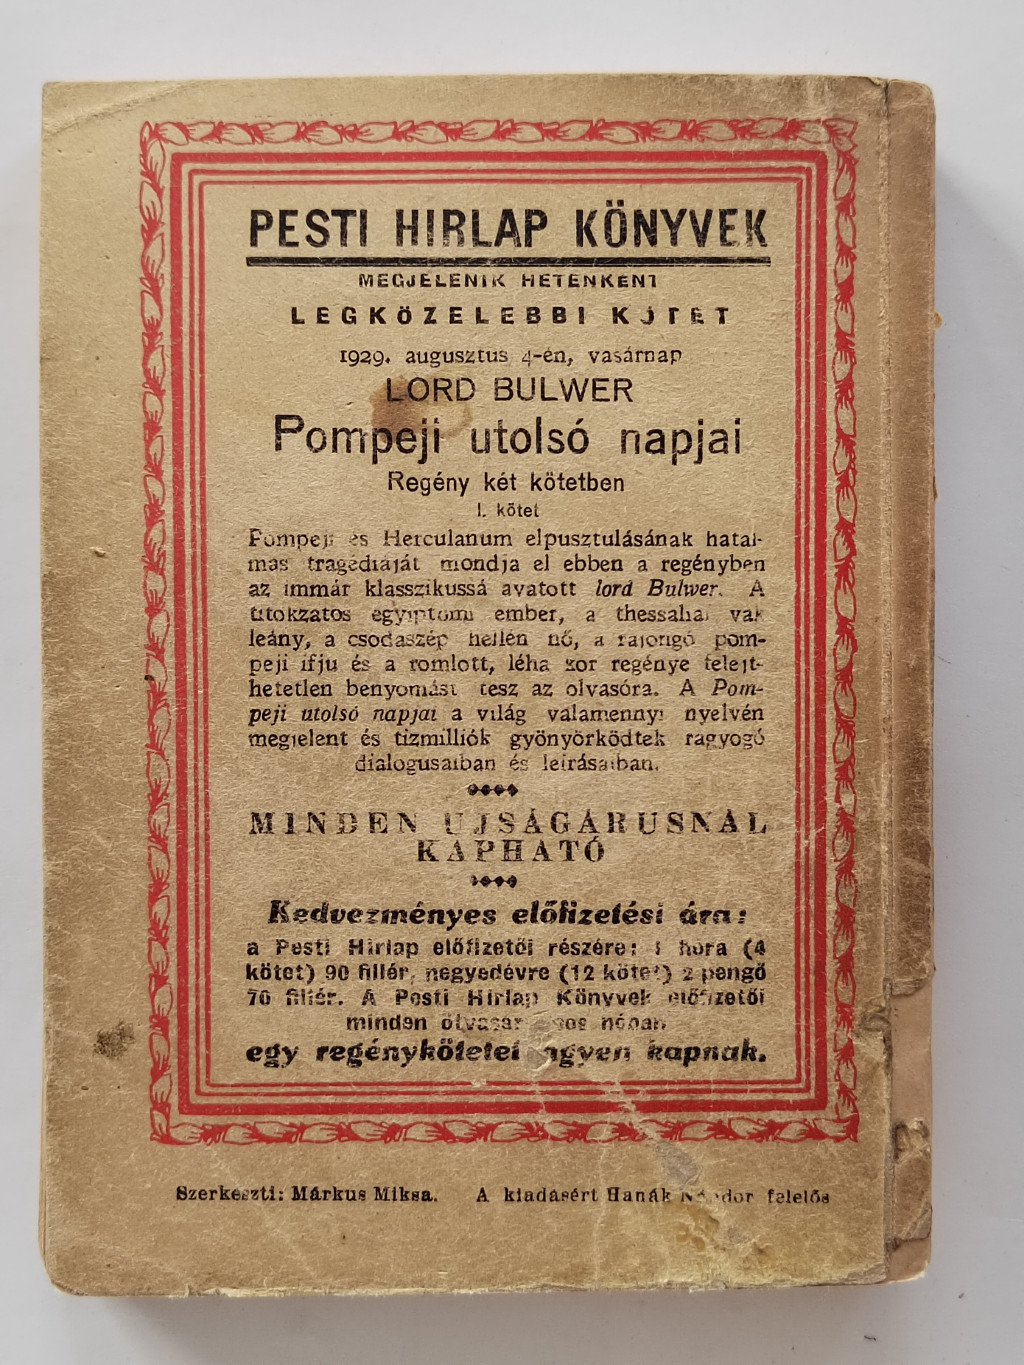 PESTI HIRLAP KÖNYVEK
MEGJELENIK HETENKENT
LEGKÖZELEBBI KÖTET
1929. augusztus 4-én, vasárnap
LORD BULWER
Pompeji utolsó napjai
Regény két kötetben
I. kötet
Pompeji és Herculanum elpusztulásának hatal-
mas tragédiáját mondja el ebben a regényben
az immár klasszikussá avatott lord Bulwer. A
titokzatos egyiptomi ember, a thessaliai vak
leány, a csodaszép hellén nő, a rajongó pom-
peji ifju és a romlott, léha kor regénye felejt-
hetetlen benyomást tesz az olvasóra. A Pom-
peji utolsó napjai a világ valamennyi nyelvén
megjelent és tizmilliók gyönyörködtek ragyogó
dialogusaiban és leirásaiban.
MINDEN UJSÁGÁRUSNÁL
KAPHATÓ
Kedvezményes előfizetési ára:
a Pesti Hirlap előfizetői részére: 1 hóra (4
kötet) 90 fillér, negyedévre (12 kötet) 2 pengő
70 fillér. A Pesti Hirlap Könyvek előfizetői
minden
egy regénykötetet ingyen kapnak.
Szerkeszti: Márkus Miksa. A kiadásért Hanák Nándor felelős